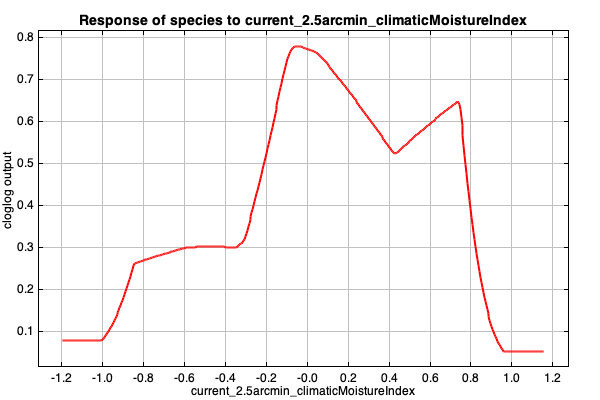 Response of species to current_2.5arcmin_climaticMoistureIndex
0.8
0.7
0.6
0.5
0.4
0.3
0.2
0.1
cloglog output
-1.2 -1.0 -0.8 -0.6 -0.4 -0.2 -0.0 0.2 0.4 0.6 0.8 1.0 1.2
current_2.5arcmin_climaticMoistureIndex